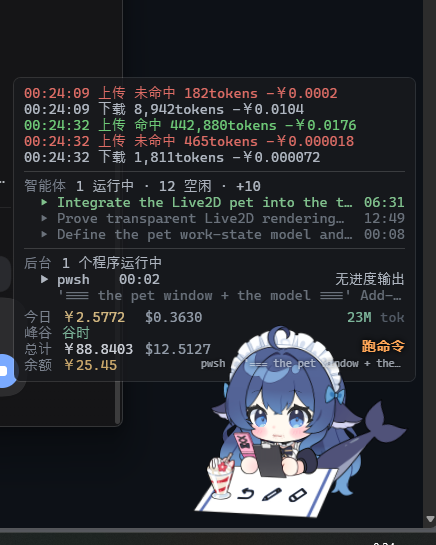 00:24:09 上传 未命中 182tokens -¥0.0002
00:24:09 下载 8,942tokens -¥0.0104
00:24:32 上传 命中 442,880tokens -¥0.0176
00:24:32 上传 未命中 465tokens -¥0.000018
00:24:32 下载 1,811tokens -¥0.000072
智能体 1 运行中 · 12 空闲 · +10
▶ Integrate the Live2D pet into the t… 06:31
▶ Prove transparent Live2D rendering… 12:49
▶ Define the pet work-state model and… 00:08
后台 1 个程序运行中
▶ pwsh 00:02 无进度输出
'=== the pet window + the model ===' Add-…
今日 ¥2.5772 $0.3630 23M tok
峰谷 谷时
总计 ¥88.8403 $12.5127
跑命令
余额 ¥25.45
pwsh === the pet window + the…